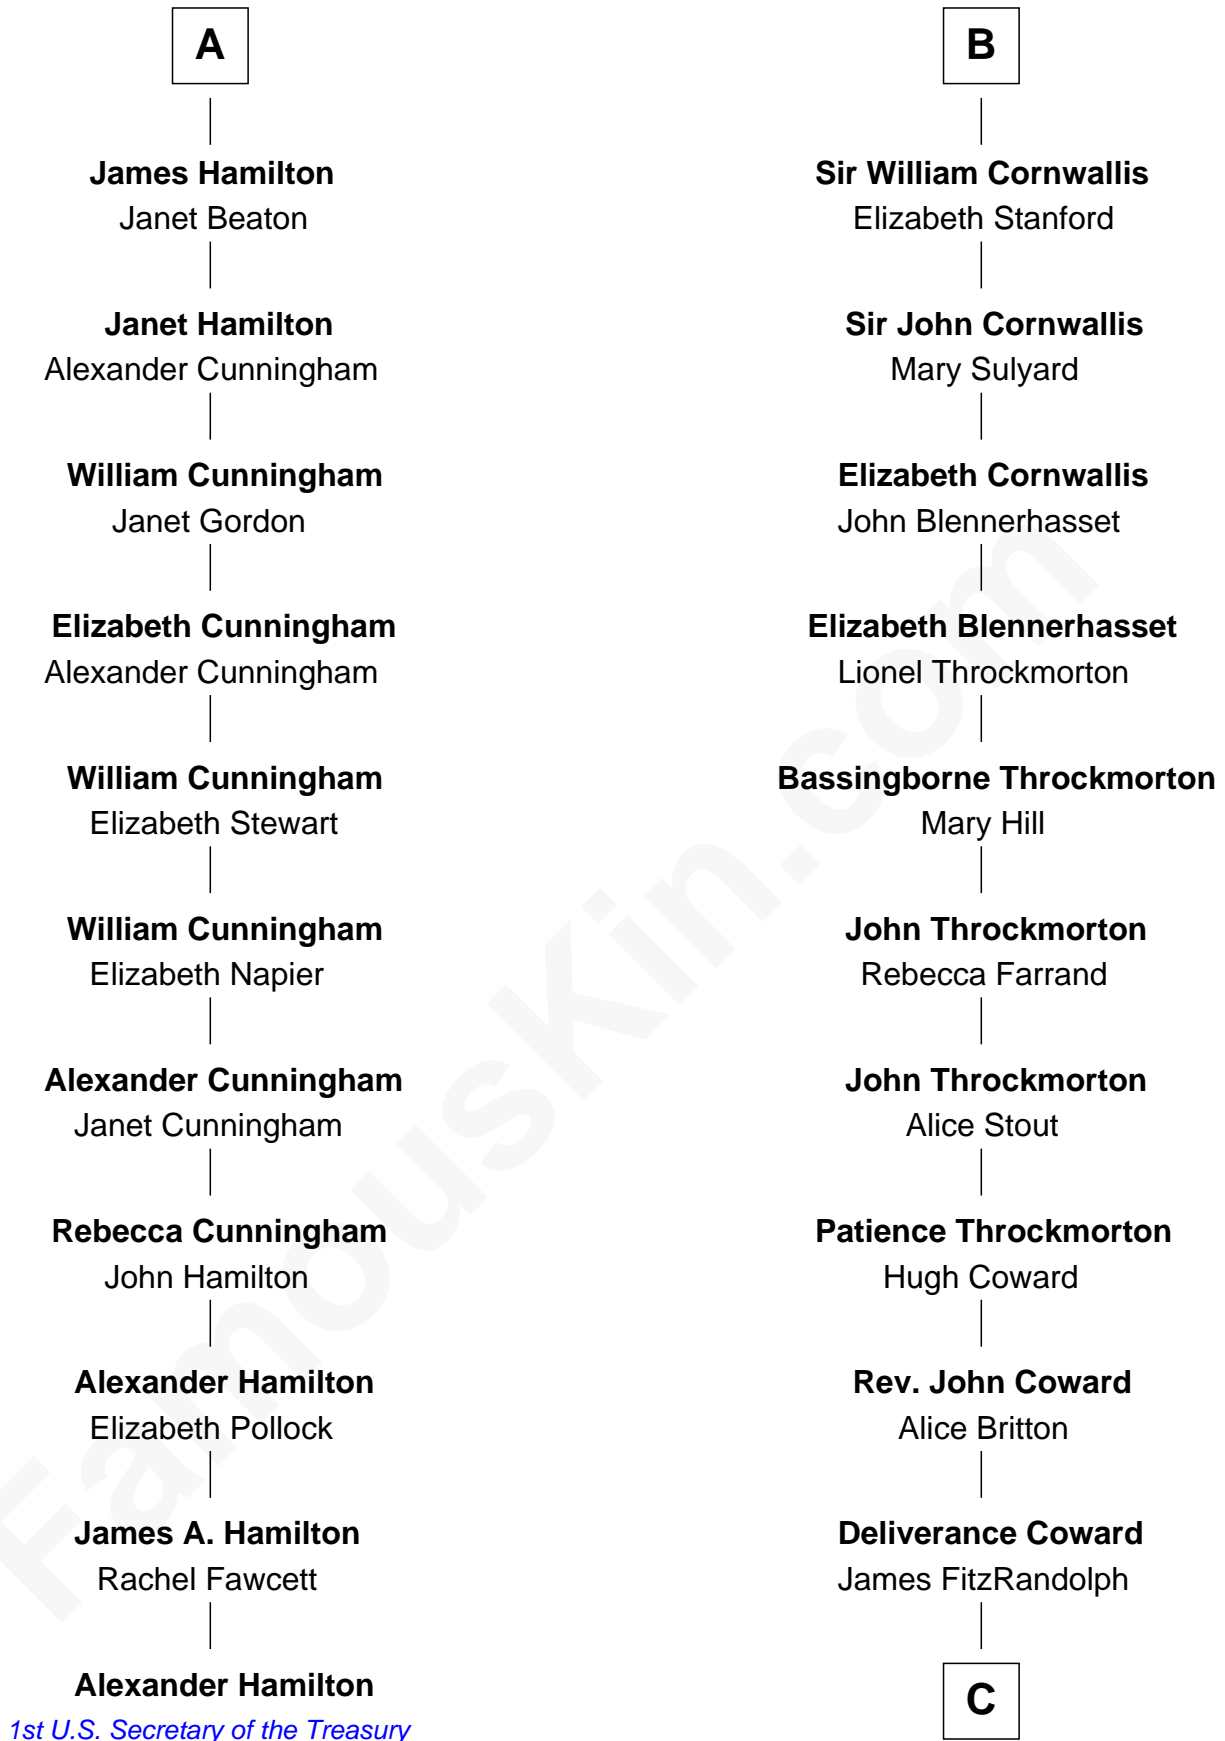 A
James Hamilton
Janet Beaton
Janet Hamilton
Alexander Cunningham
William Cunningham
Janet Gordon
Elizabeth Cunningham
Alexander Cunningham
William Cunningham
Elizabeth Stewart
William Cunningham
Elizabeth Napier
Alexander Cunningham
Janet Cunningham
Rebecca Cunningham
John Hamilton
Alexander Hamilton
Elizabeth Pollock
James A. Hamilton
Rachel Fawcett
Alexander Hamilton
1st U.S. Secretary of the Treasury
B
Sir William Cornwallis
Elizabeth Stanford
Sir John Cornwallis
Mary Sulyard
Elizabeth Cornwallis
John Blennerhasset
Elizabeth Blennerhasset
Lionel Throckmorton
Bassingborne Throckmorton
Mary Hill
John Throckmorton
Rebecca Farrand
John Throckmorton
Alice Stout
Patience Throckmorton
Hugh Coward
Rev. John Coward
Alice Britton
Deliverance Coward
James FitzRandolph
C
FamousKin.com